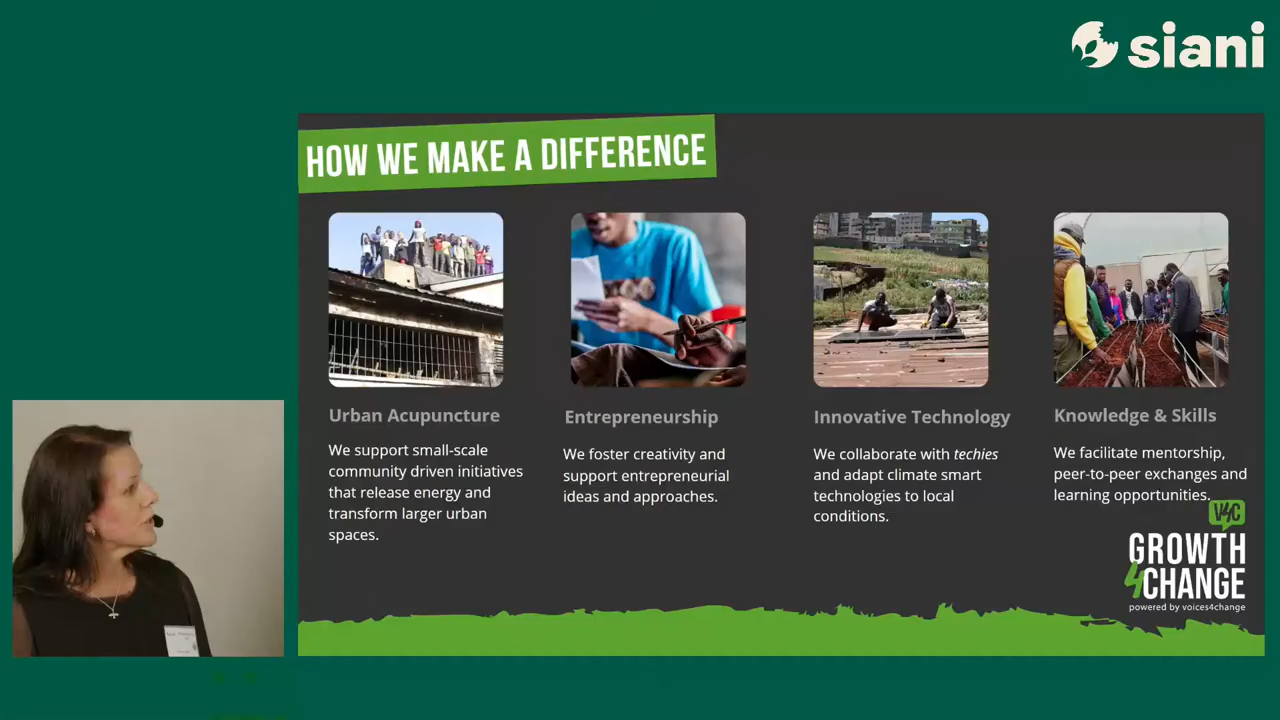 siani
HOW WE MAKE A DIFFERENCE
Urban Acupuncture
We support small-scale
community driven initiatives
that release energy and
transform larger urban
spaces.
Entrepreneurship
We foster creativity and
support entrepreneurial
ideas and approaches.
Innovative Technology
We collaborate with techies
and adapt climate smart
technologies to local
conditions.
Knowledge & Skills
We facilitate mentorship,
peer-to-peer exchanges and
learning opportunities.
V4C
GROWTH
4CHANGE
powered by voices4change